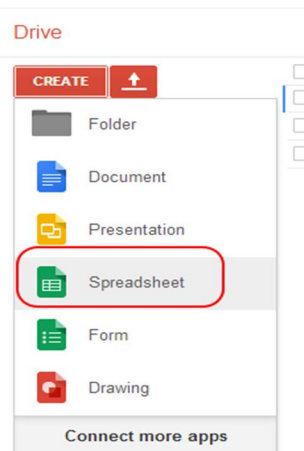 Drive
CREATE
Folder
Document
Presentation
Spreadsheet
Form
Drawing
Connect more apps